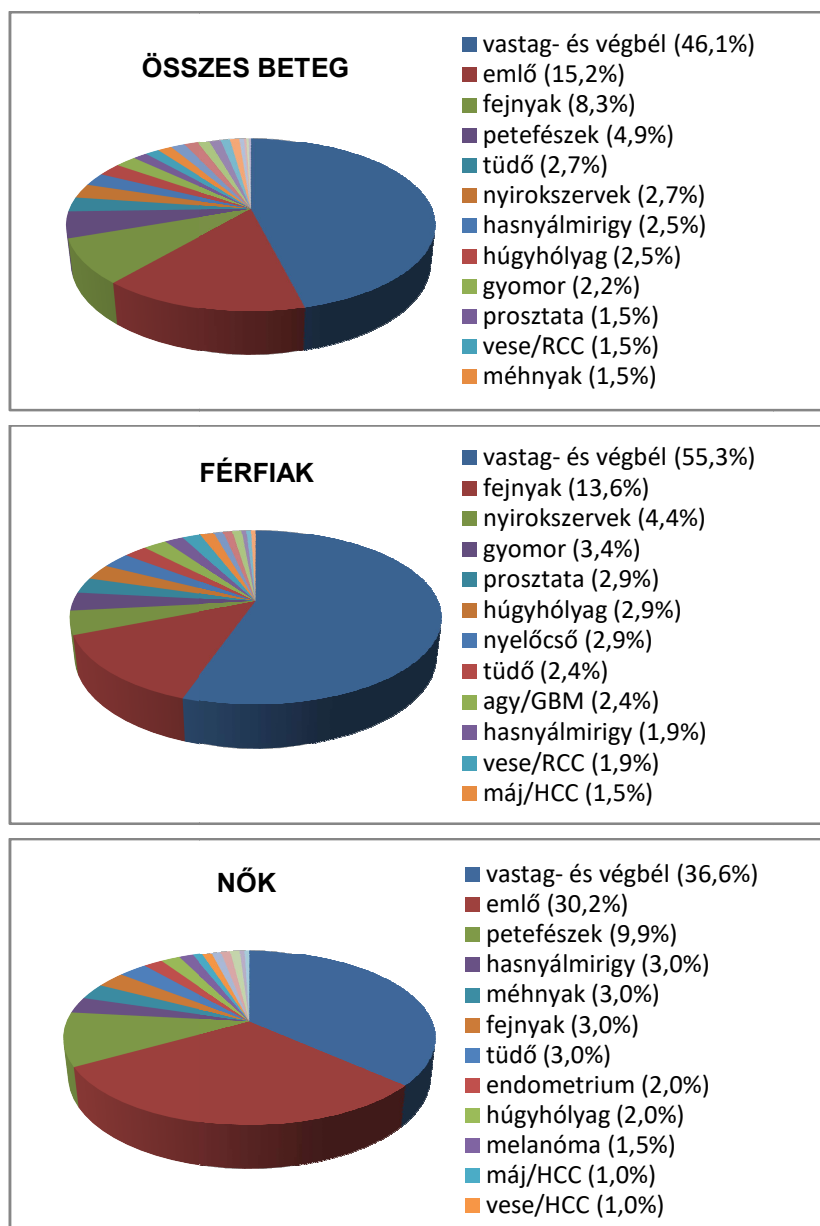 ÖSSZES BETEG
vastag- és végbél (46,1%)
emlő (15,2%)
fejnyak (8,3%)
petefészek (4,9%)
tüdő (2,7%)
nyirokszervek (2,7%)
hasnyálmirigy (2,5%)
húgyhólyag (2,5%)
gyomor (2,2%)
prosztata (1,5%)
vese/RCC (1,5%)
méhnyak (1,5%)
FÉRFIAK
vastag- és végbél (55,3%)
fejnyak (13,6%)
nyirokszervek (4,4%)
gyomor (3,4%)
prosztata (2,9%)
húgyhólyag (2,9%)
nyelőcső (2,9%)
tüdő (2,4%)
agy/GBM (2,4%)
hasnyálmirigy (1,9%)
vese/RCC (1,9%)
máj/HCC (1,5%)
NŐK
vastag- és végbél (36,6%)
emlő (30,2%)
petefészek (9,9%)
hasnyálmirigy (3,0%)
méhnyak (3,0%)
fejnyak (3,0%)
tüdő (3,0%)
endometrium (2,0%)
húgyhólyag (2,0%)
melanóma (1,5%)
máj/HCC (1,0%)
vese/HCC (1,0%)